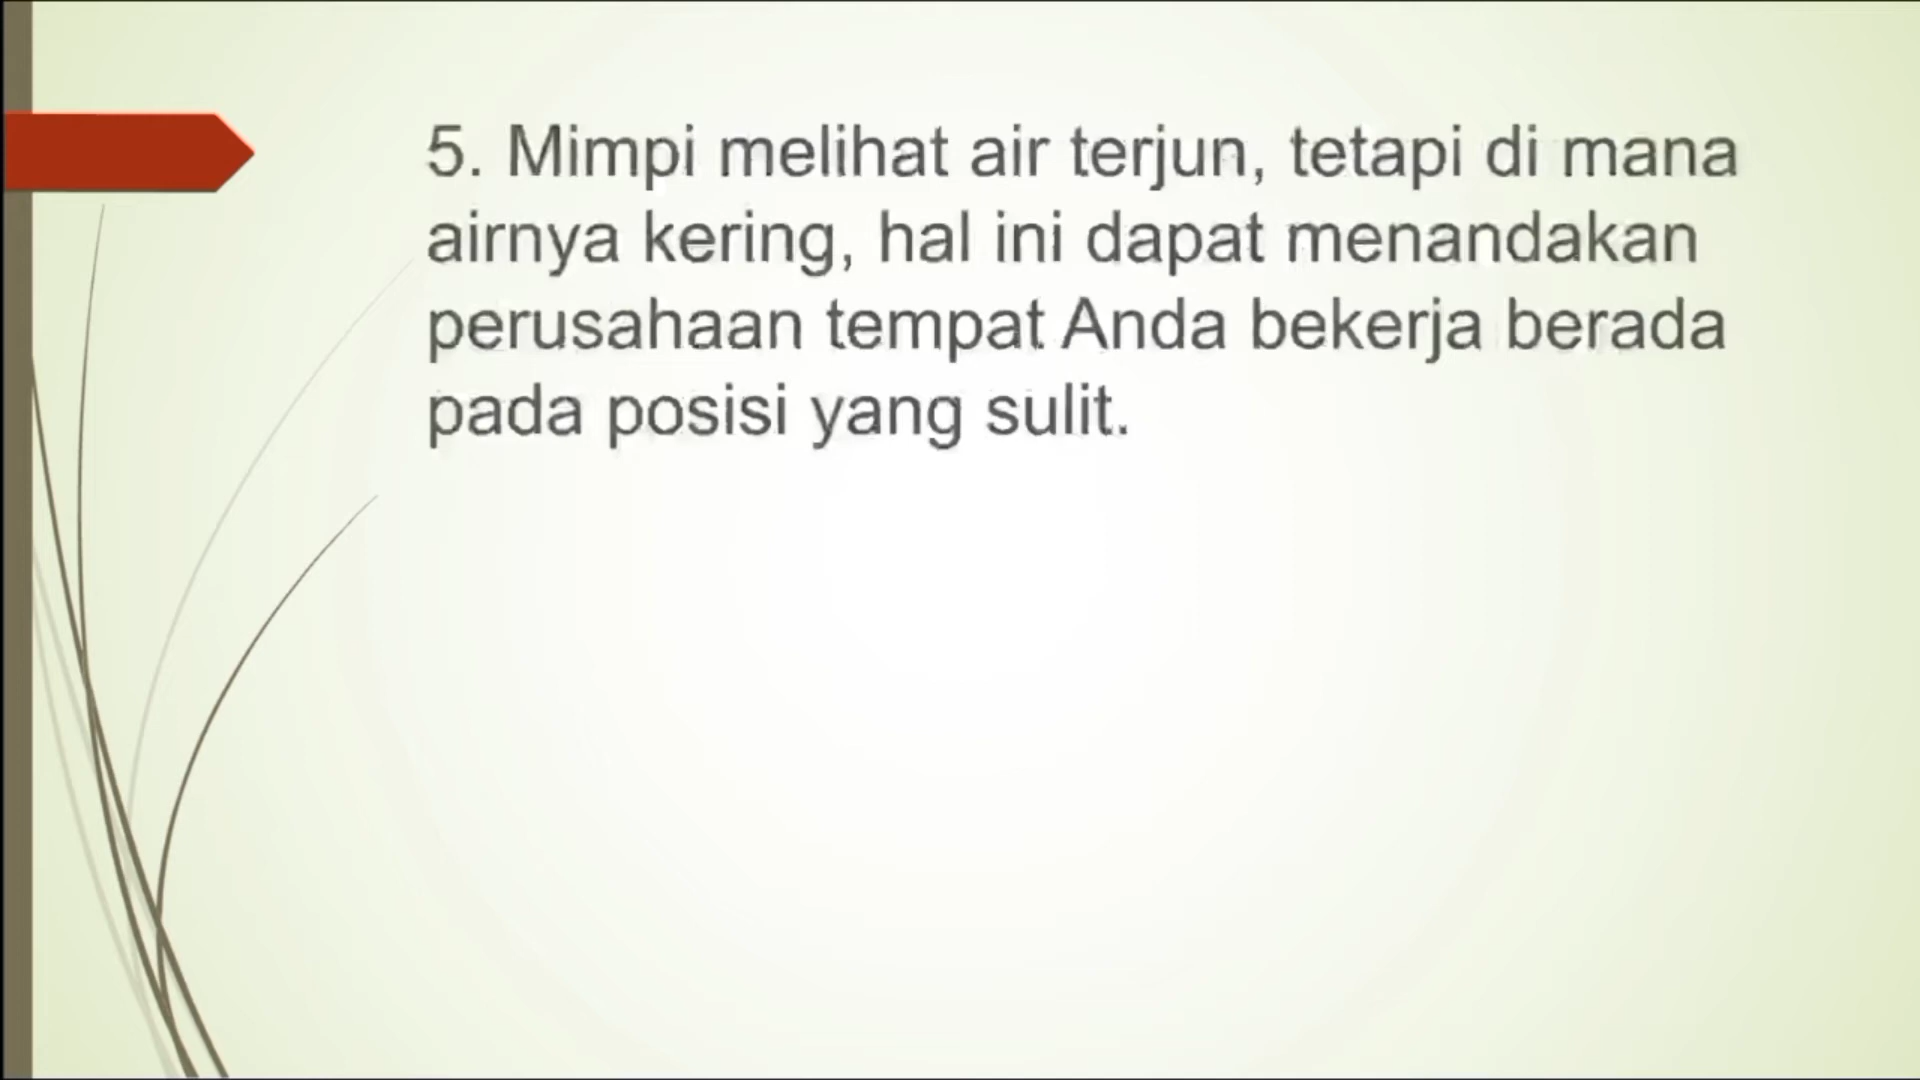 5. Mimpi melihat air terjun, tetapi di mana
airnya kering, hal ini dapat menandakan
perusahaan tempat Anda bekerja berada
pada posisi yang sulit.